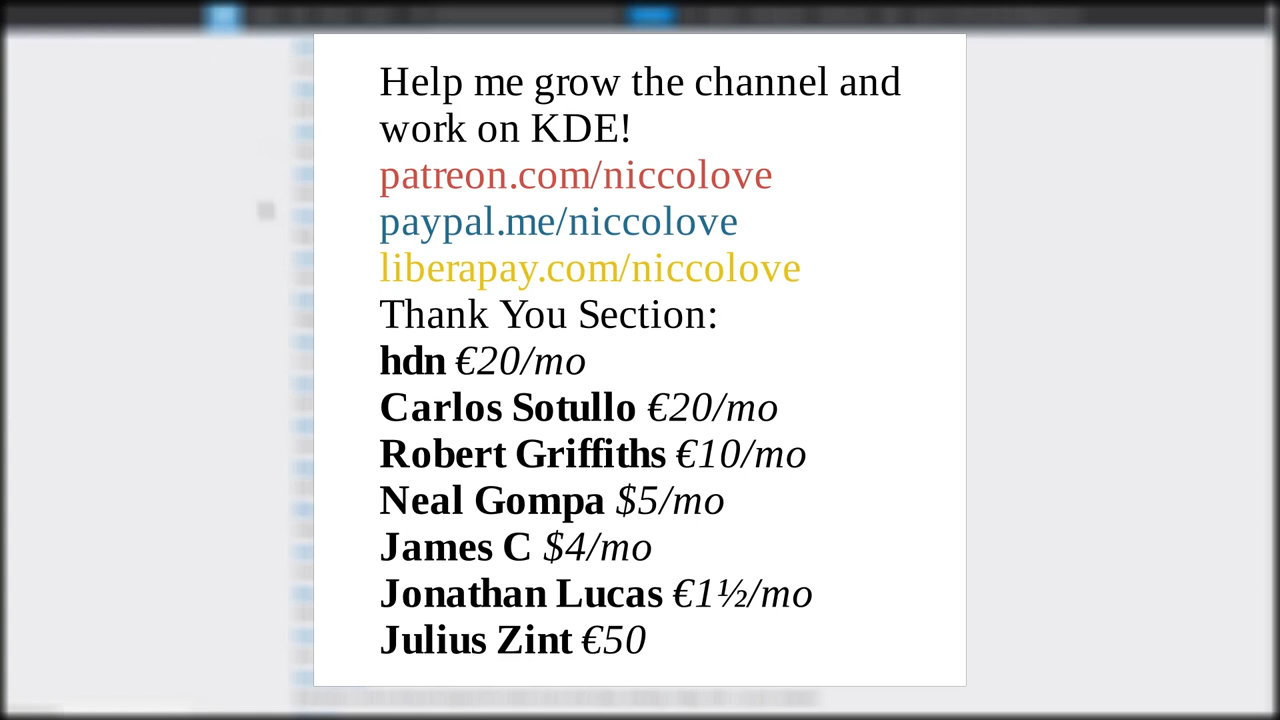 Help me grow the channel and
work on KDE!
patreon.com/niccolove
paypal.me/niccolove
liberapay.com/niccolove
Thank You Section:
hdn €20/mo
Carlos Sotullo €20/mo
Robert Griffiths €10/mo
Neal Gompa $5/mo
James C $4/mo
Jonathan Lucas €1½/mo
Julius Zint €50